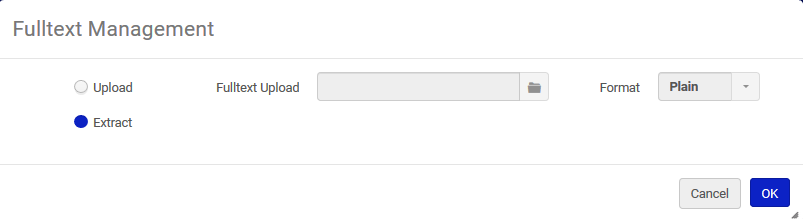 Fulltext Management
Upload Fulltext Upload Format Plain
Extract
Cancel OK